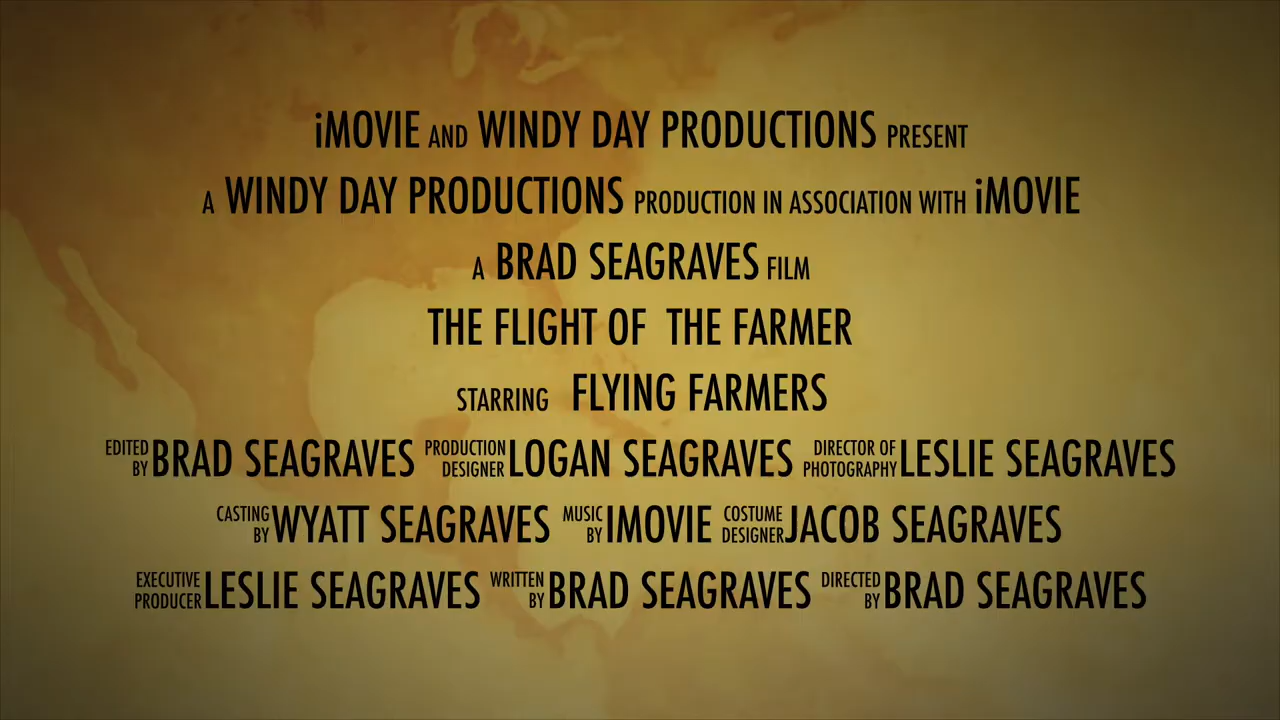 iMOVIE AND WINDY DAY PRODUCTIONS PRESENT
A WINDY DAY PRODUCTIONS PRODUCTION IN ASSOCIATION WITH iMOVIE
A BRAD SEAGRAVES FILM
THE FLIGHT OF THE FARMER
STARRING FLYING FARMERS
EDITED BY BRAD SEAGRAVES PRODUCTION DESIGNER LOGAN SEAGRAVES DIRECTOR OF PHOTOGRAPHY LESLIE SEAGRAVES
CASTING BY WYATT SEAGRAVES MUSIC BY IMOVIE COSTUME DESIGNER JACOB SEAGRAVES
EXECUTIVE PRODUCER LESLIE SEAGRAVES WRITTEN BY BRAD SEAGRAVES DIRECTED BY BRAD SEAGRAVES